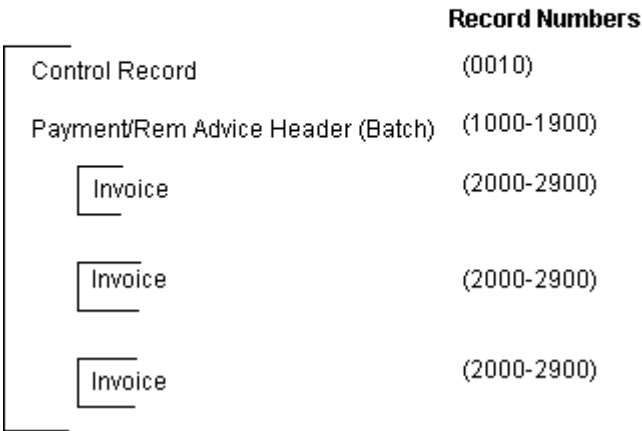 Record Numbers
Control Record (0010)
Payment/Rem Advice Header (Batch) (1000-1900)
Invoice (2000-2900)
Invoice (2000-2900)
Invoice (2000-2900)